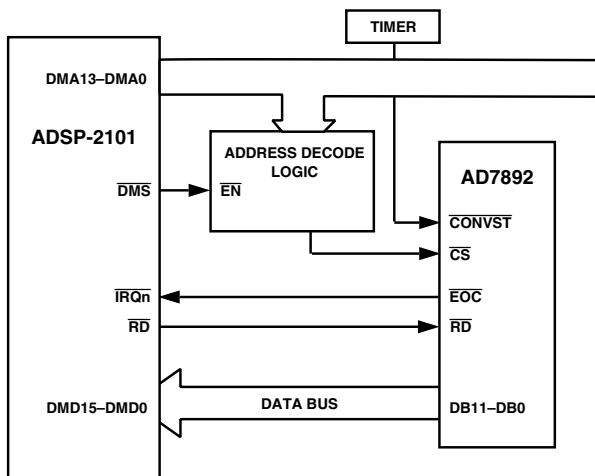 TIMER
DMA13–DMA0
ADSP-2101
ADDRESS DECODE
LOGIC
AD7892
DMS
EN
CONVST
CS
IRQn
EOC
RD
RD
DMD15–DMD0
DATA BUS
DB11–DB0